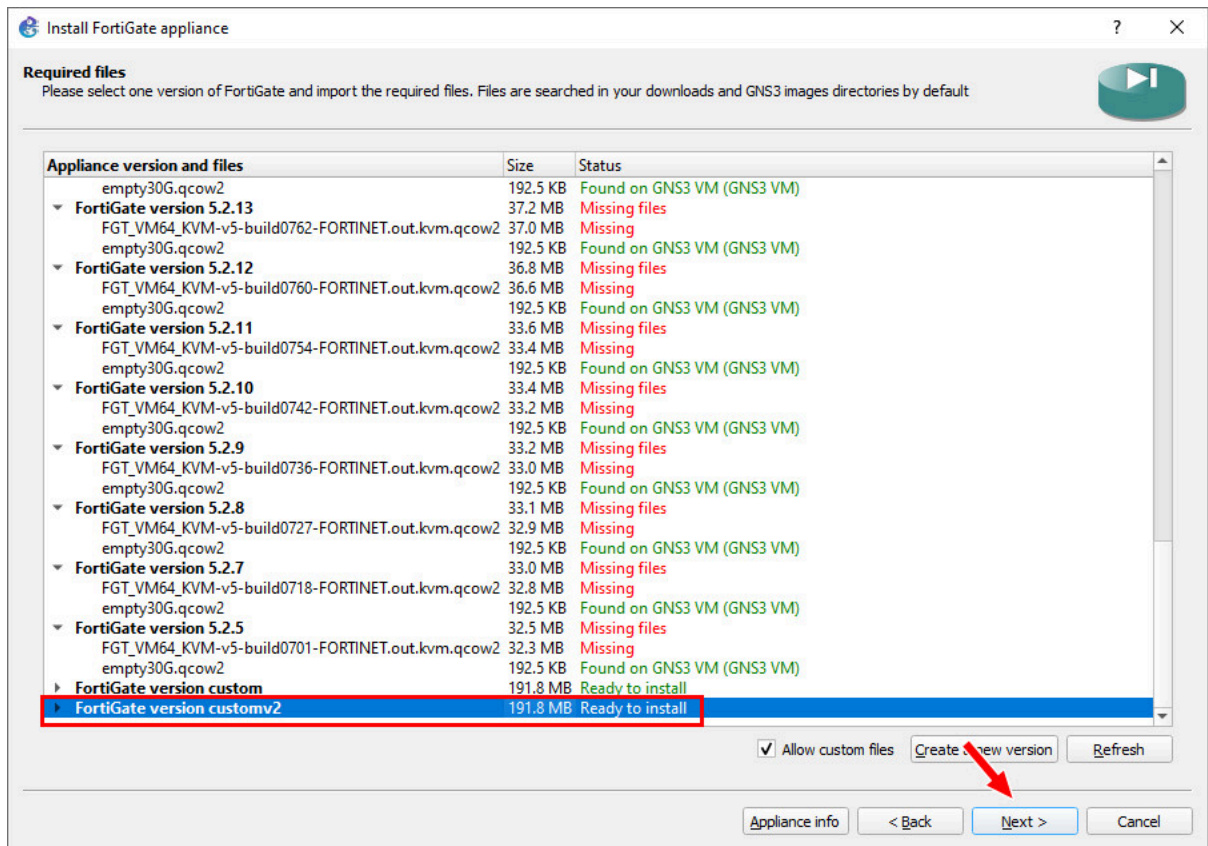 Install FortiGate appliance ?
Required files
Please select one version of FortiGate and import the required files. Files are searched in your downloads and GNS3 images directories by default
Appliance version and files Size Status
empty30G.qcow2 192.5 KB Found on GNS3 VM (GNS3 VM)
FortiGate version 5.2.13 37.2 MB Missing files
FGT_VM64_KVM-v5-build0762-FORTINET.out.kvm.qcow2 37.0 MB Missing
empty30G.qcow2 192.5 KB Found on GNS3 VM (GNS3 VM)
FortiGate version 5.2.12 36.8 MB Missing files
FGT_VM64_KVM-v5-build0760-FORTINET.out.kvm.qcow2 36.6 MB Missing
empty30G.qcow2 192.5 KB Found on GNS3 VM (GNS3 VM)
FortiGate version 5.2.11 33.6 MB Missing files
FGT_VM64_KVM-v5-build0754-FORTINET.out.kvm.qcow2 33.4 MB Missing
empty30G.qcow2 192.5 KB Found on GNS3 VM (GNS3 VM)
FortiGate version 5.2.10 33.4 MB Missing files
FGT_VM64_KVM-v5-build0742-FORTINET.out.kvm.qcow2 33.2 MB Missing
empty30G.qcow2 192.5 KB Found on GNS3 VM (GNS3 VM)
FortiGate version 5.2.9 33.2 MB Missing files
FGT_VM64_KVM-v5-build0736-FORTINET.out.kvm.qcow2 33.0 MB Missing
empty30G.qcow2 192.5 KB Found on GNS3 VM (GNS3 VM)
FortiGate version 5.2.8 33.1 MB Missing files
FGT_VM64_KVM-v5-build0727-FORTINET.out.kvm.qcow2 32.9 MB Missing
empty30G.qcow2 192.5 KB Found on GNS3 VM (GNS3 VM)
FortiGate version 5.2.7 33.0 MB Missing files
FGT_VM64_KVM-v5-build0718-FORTINET.out.kvm.qcow2 32.8 MB Missing
empty30G.qcow2 192.5 KB Found on GNS3 VM (GNS3 VM)
FortiGate version 5.2.5 32.5 MB Missing files
FGT_VM64_KVM-v5-build0701-FORTINET.out.kvm.qcow2 32.3 MB Missing
empty30G.qcow2 192.5 KB Found on GNS3 VM (GNS3 VM)
FortiGate version custom 191.8 MB Ready to install
FortiGate version customv2 191.8 MB Ready to install
Allow custom files Create a new version Refresh
Appliance info < Back Next > Cancel